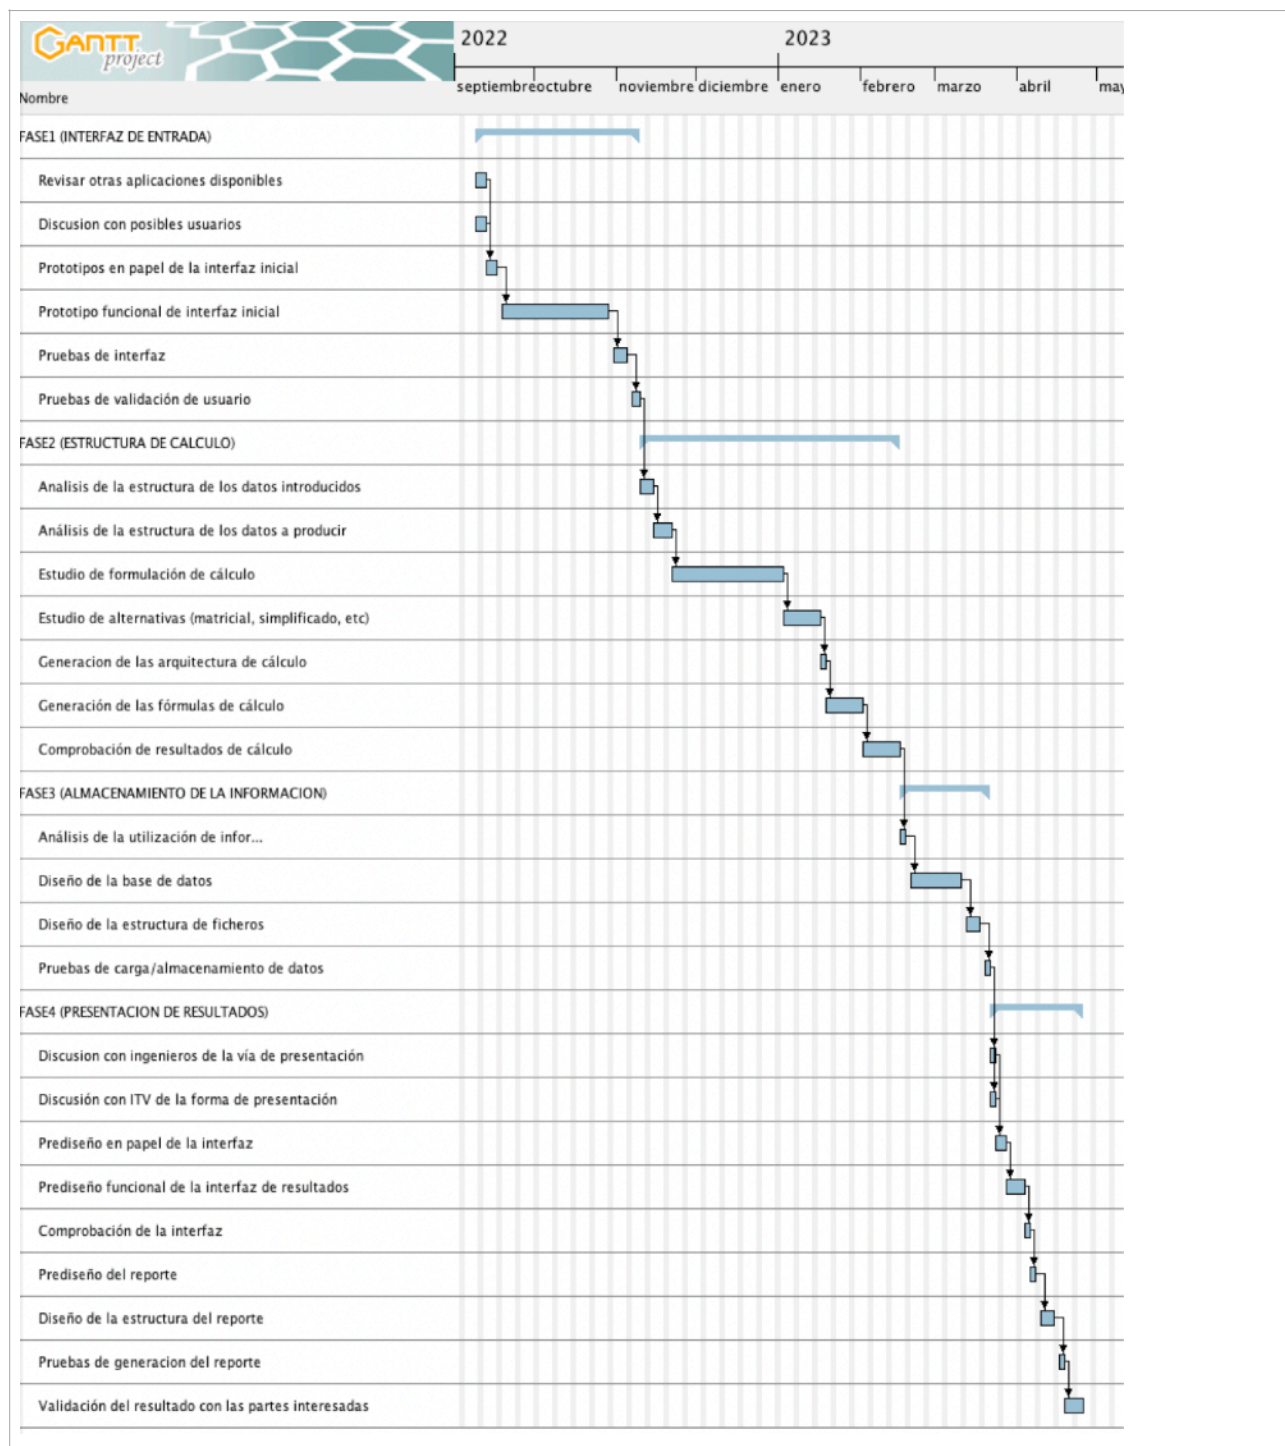 GANTT
project
2022
2023
septiembre octubre noviembre diciembre enero febrero marzo abril may
Nombre
FASE1 (INTERFAZ DE ENTRADA)
Revisar otras aplicaciones disponibles
Discusion con posibles usuarios
Prototipos en papel de la interfaz inicial
Prototipo funcional de interfaz inicial
Pruebas de interfaz
Pruebas de validación de usuario
FASE2 (ESTRUCTURA DE CALCULO)
Analisis de la estructura de los datos introducidos
Análisis de la estructura de los datos a producir
Estudio de formulación de cálculo
Estudio de alternativas (matricial, simplificado, etc)
Generacion de las arquitectura de cálculo
Generación de las fórmulas de cálculo
Comprobación de resultados de cálculo
FASE3 (ALMACENAMIENTO DE LA INFORMACION)
Análisis de la utilización de infor...
Diseño de la base de datos
Diseño de la estructura de ficheros
Pruebas de carga/almacenamiento de datos
FASE4 (PRESENTACION DE RESULTADOS)
Discusion con ingenieros de la vía de presentación
Discusión con ITV de la forma de presentación
Prediseño en papel de la interfaz
Prediseño funcional de la interfaz de resultados
Comprobación de la interfaz
Prediseño del reporte
Diseño de la estructura del reporte
Pruebas de generacion del reporte
Validación del resultado con las partes interesadas